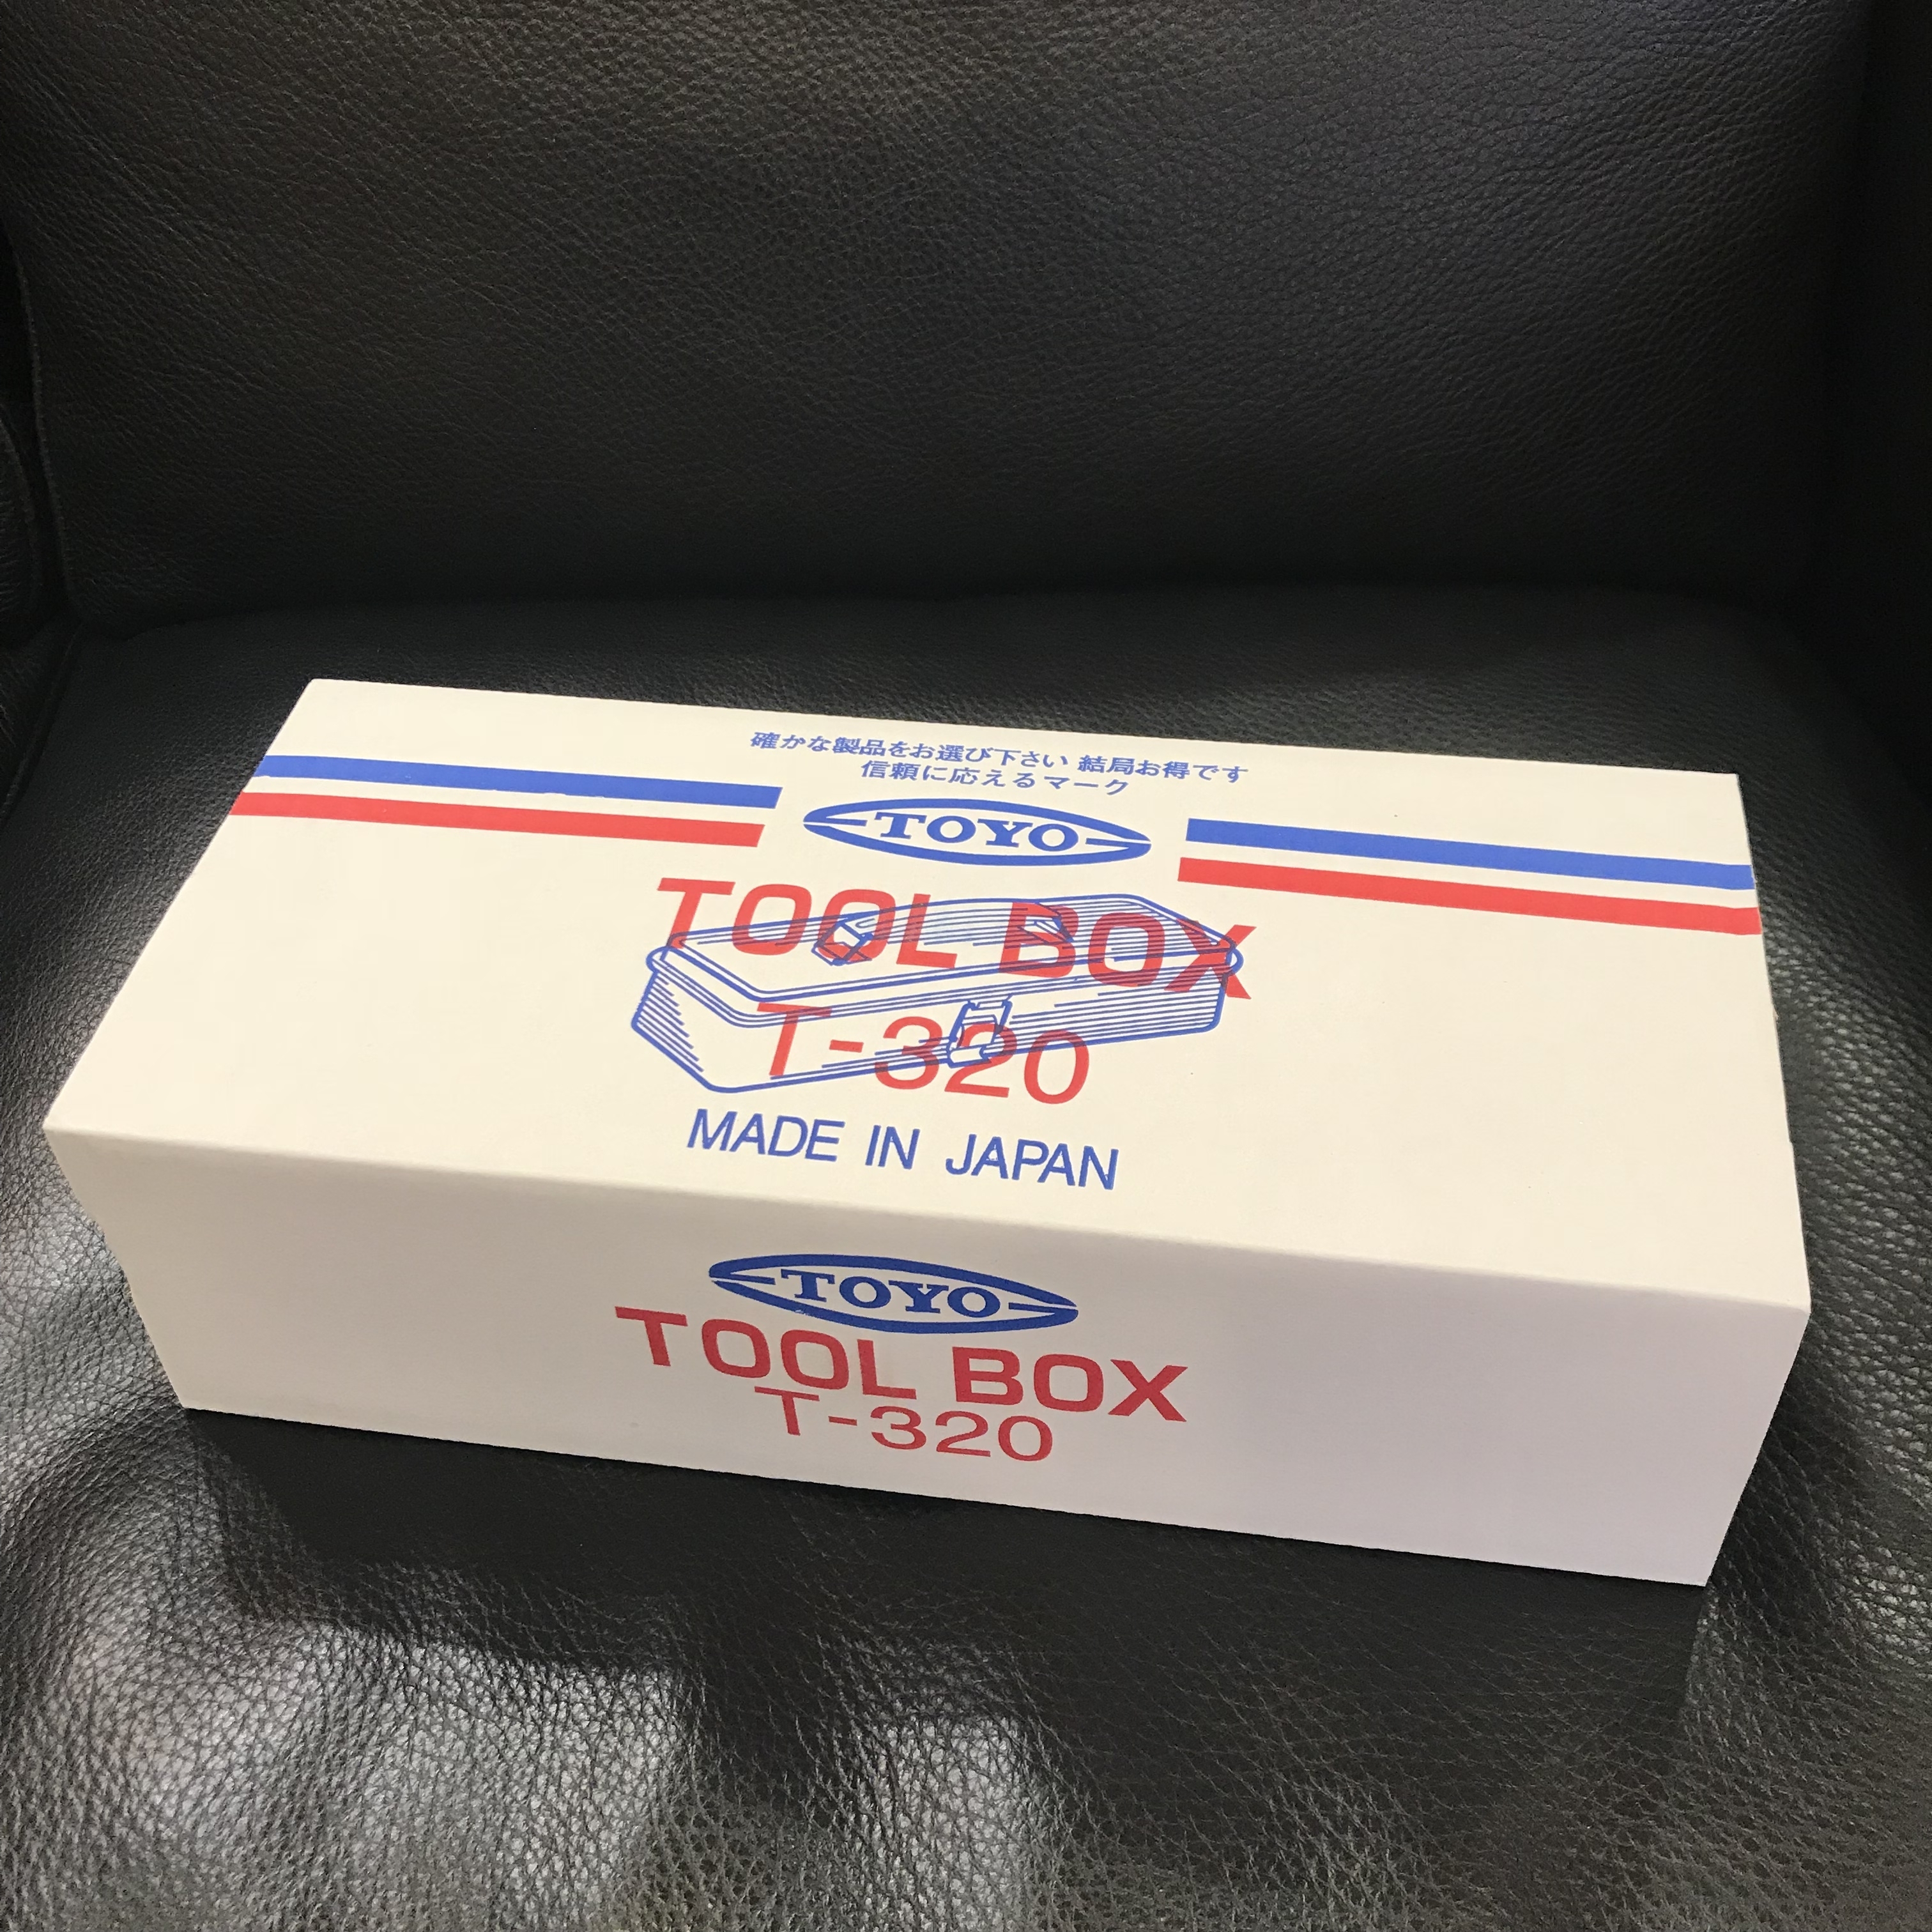 確かな製品をお選び下さい 結局お得です
信頼に応えるマーク
TOYO
TOOL BOX
T-320
MADE IN JAPAN
TOYO
TOOL BOX
T-320